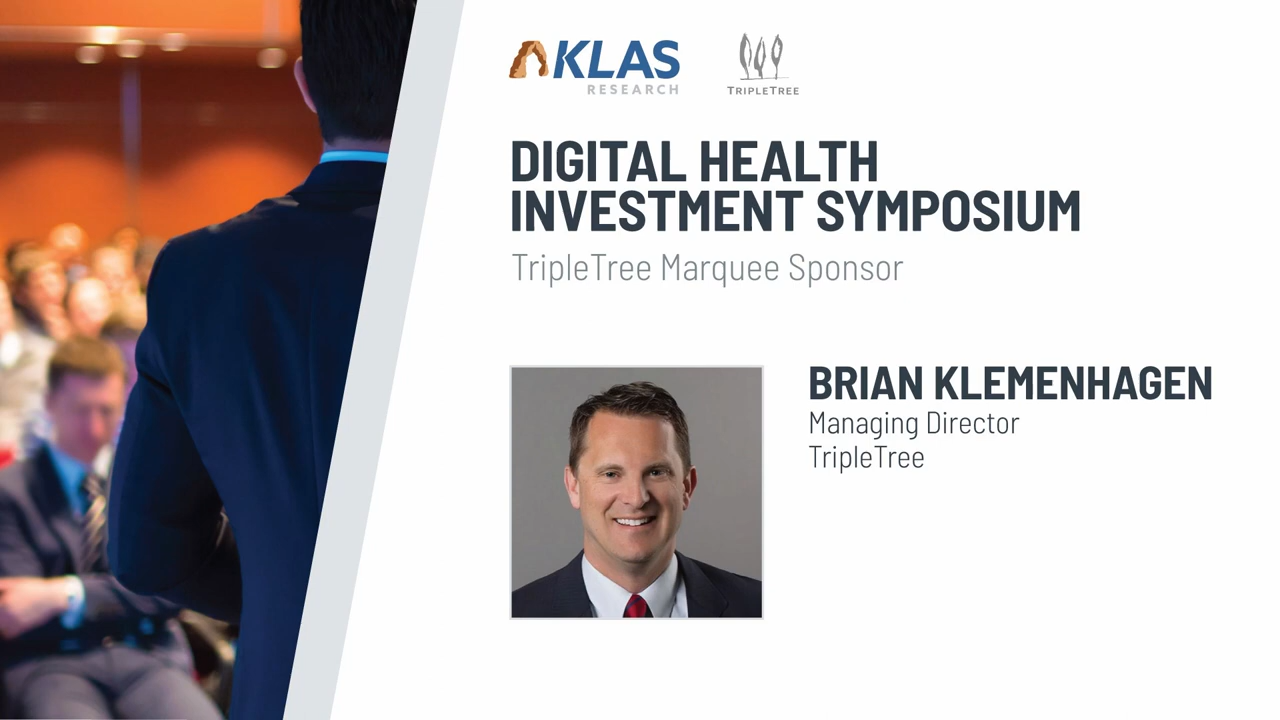 KLAS
RESEARCH
TRIPLETREE
DIGITAL HEALTH
INVESTMENT SYMPOSIUM
TripleTree Marquee Sponsor
BRIAN KLEMENHAGEN
Managing Director
TripleTree